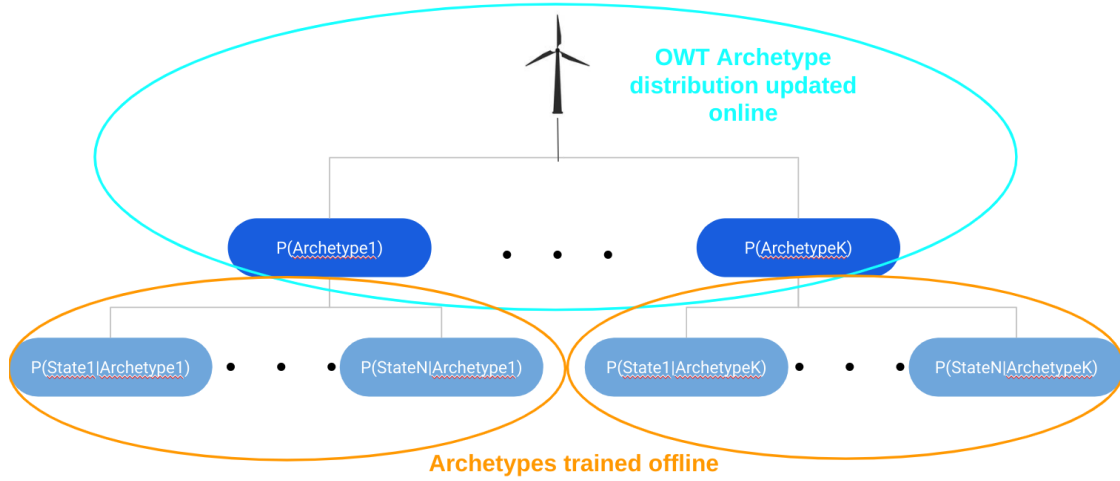 OWT Archetype
distribution updated
online
P(Archetype1)
P(ArchetypeK)
P(State1|Archetype1)
P(StateN|Archetype1)
P(State1|ArchetypeK)
P(StateN|ArchetypeK)
Archetypes trained offline